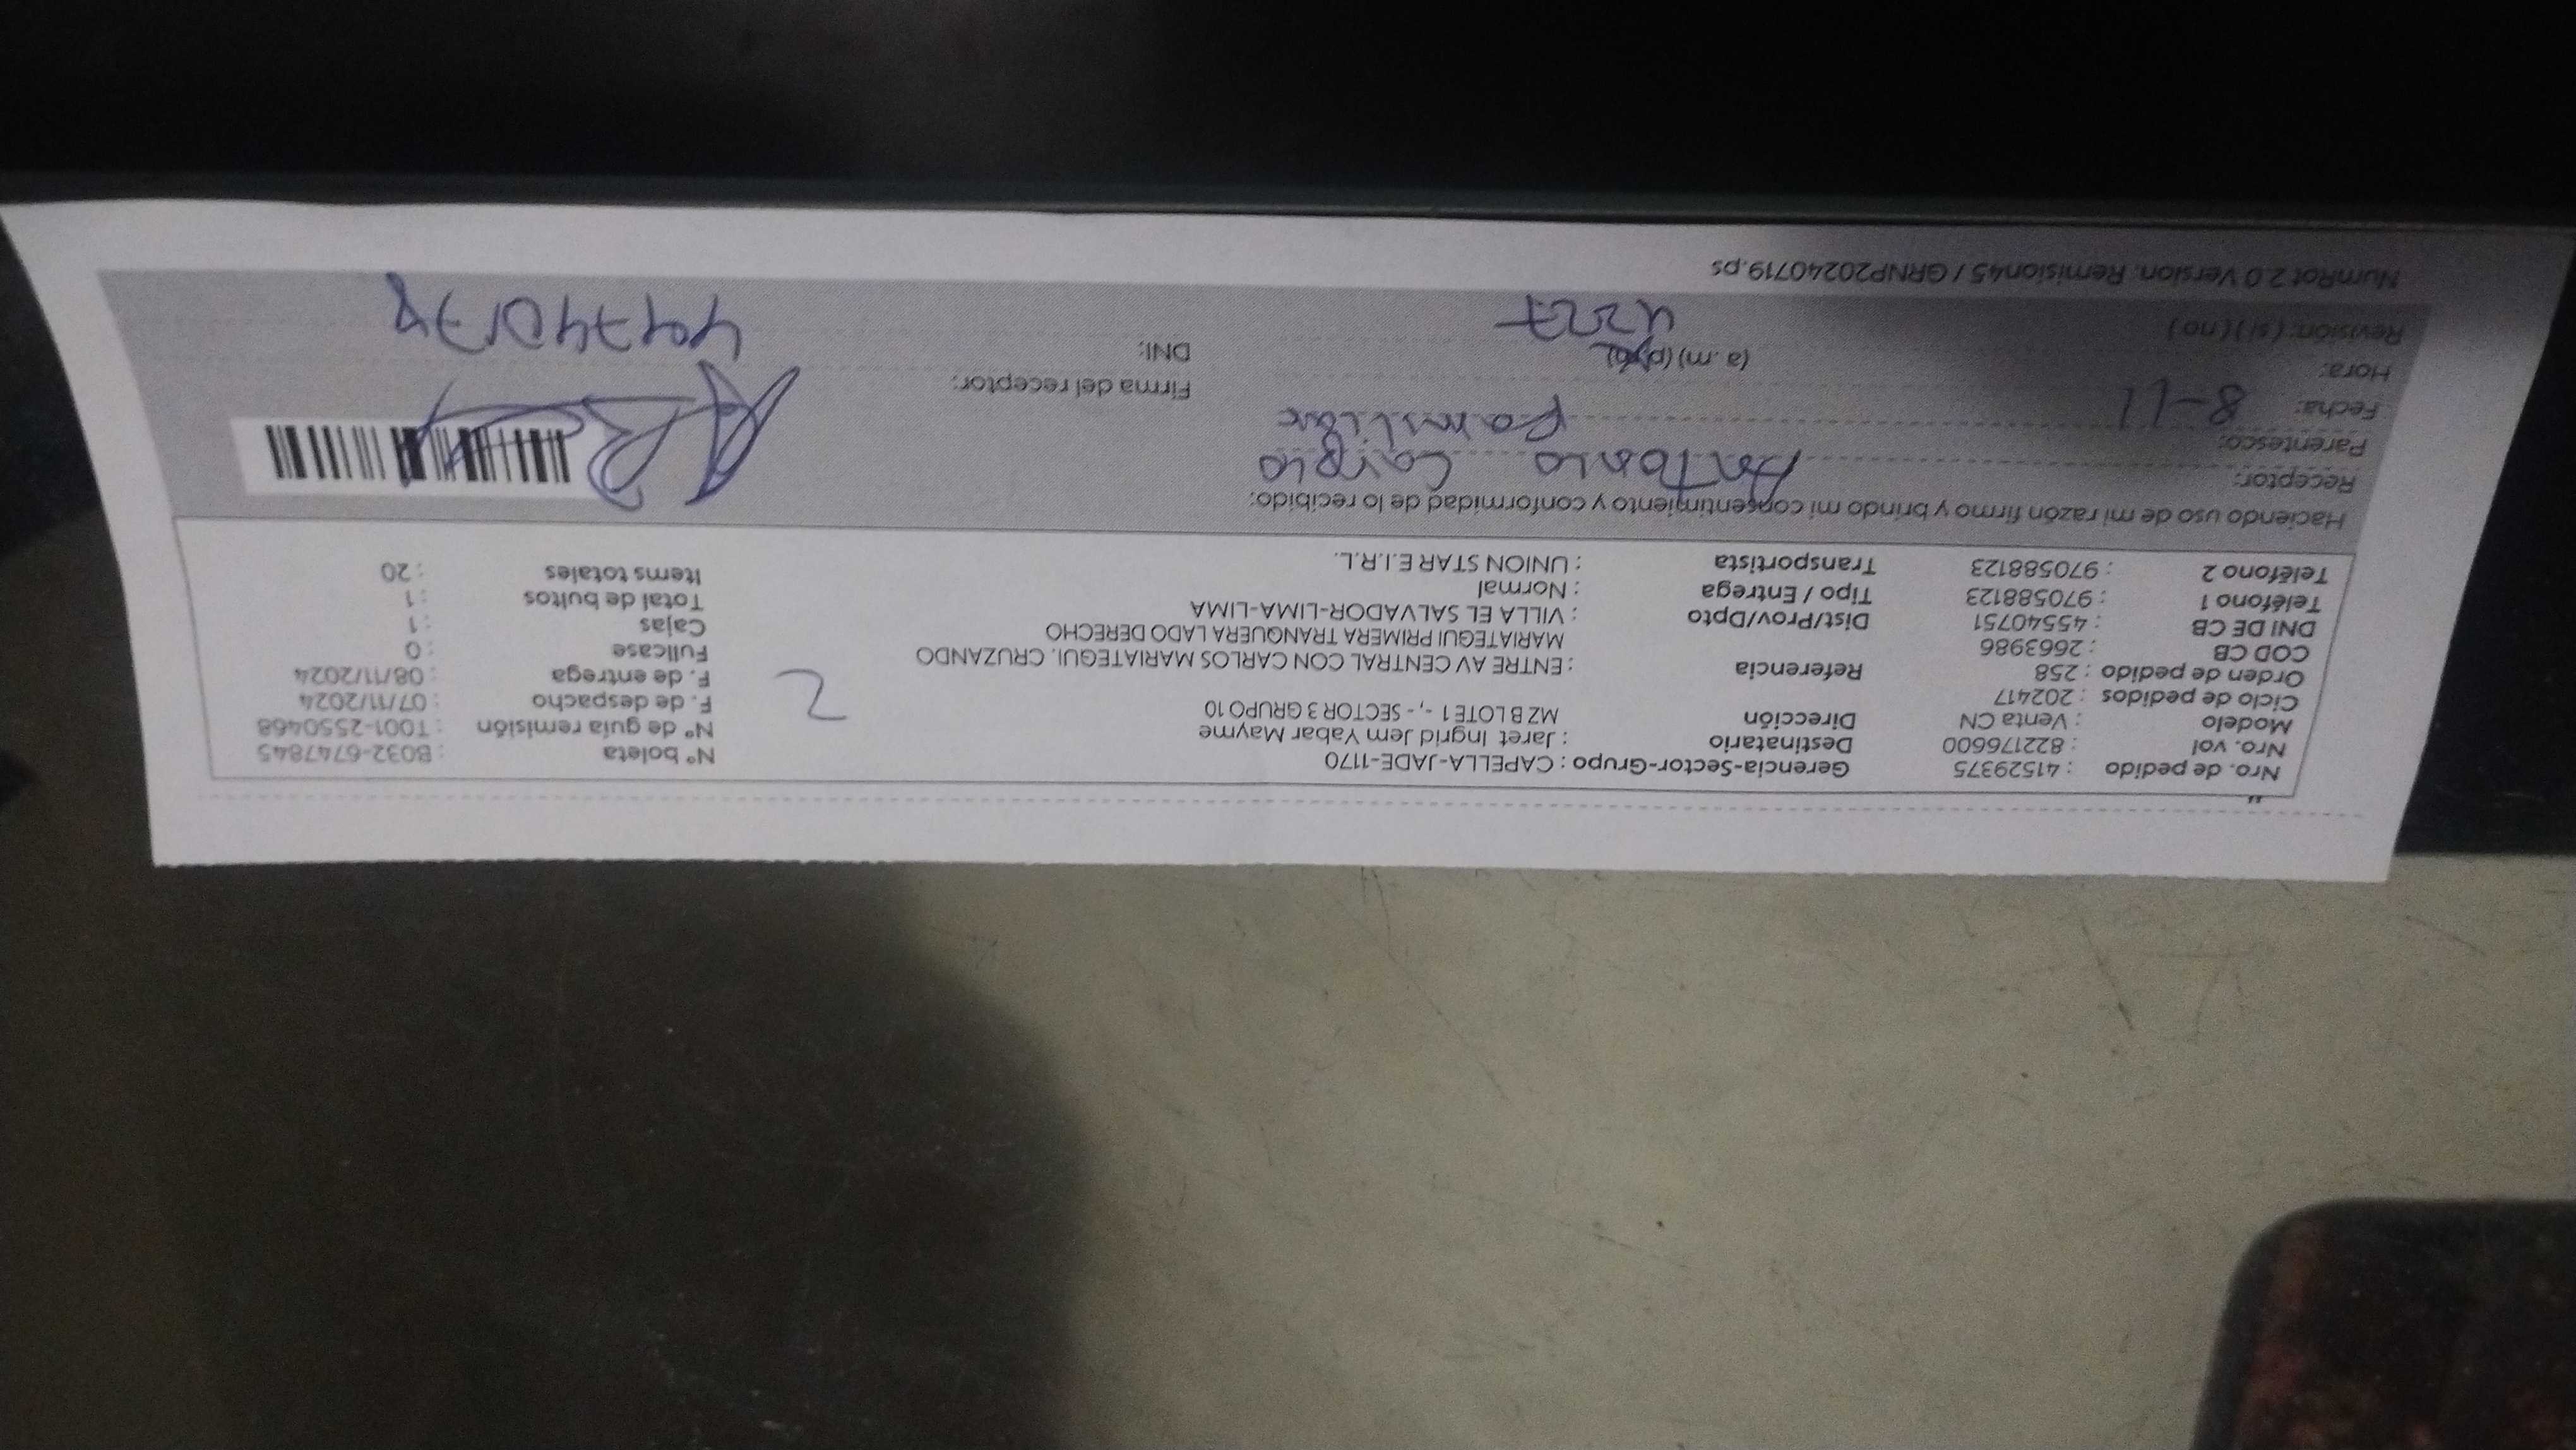 Nro. de pedido : 41529375 Gerencia-Sector-Grupo : CAPELLA-JADE-1170 N° boleta : B032-6747845
Nro. vol : 822176600 Destinatario : Jaret Ingrid Jem Yabar Mayme N° de guía remisión : T001-2550468
Modelo : Venta CN Dirección MZ B LOTE 1 -, - SECTOR 3 GRUPO 10 F. de despacho : 07/11/2024
Ciclo de pedidos : 202417 F. de entrega : 08/11/2024
Orden de pedido : 258 Referencia : ENTRE AV CENTRAL CON CARLOS MARIATEGUI. CRUZANDO Fullcase : 0
COD CB : 2663986 MARIATEGUI PRIMERA TRANQUERA LADO DERECHO Cajas : 1
DNI DE CB : 45540751 Dist/Prov/Dpto : VILLA EL SALVADOR-LIMA-LIMA Total de bultos : 1
Teléfono 1 : 970588123 Tipo / Entrega : Normal Items totales : 20
Teléfono 2 : 970588123 Transportista : UNION STAR E.I.R.L.
2
Haciendo uso de mi razón firmo y brindo mi consentimiento y conformidad de lo recibido:
Receptor: Antonio Carpio
Parentesco: Familiar
Fecha: 8-11 Firma del receptor:
Hora: (a.m) (p.m) DNI:
Revisión: (si) (no)
NumRot 2.0 Version. Remision45 / GRNP20240719.ps